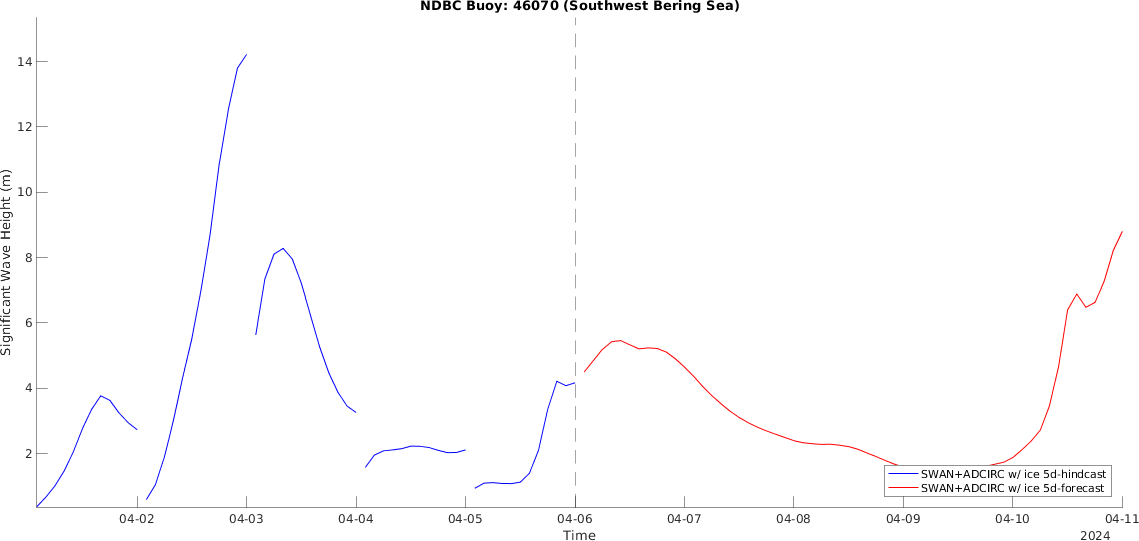 NDBC Buoy: 46070 (Southwest Bering Sea)
Significant Wave Height (m)
14
12
10
8
6
4
2
SWAN+ADCIRC w/ ice 5d-hindcast
SWAN+ADCIRC w/ ice 5d-forecast
04-02 04-03 04-04 04-05 04-06 04-07 04-08 04-09 04-10 04-11
Time
2024